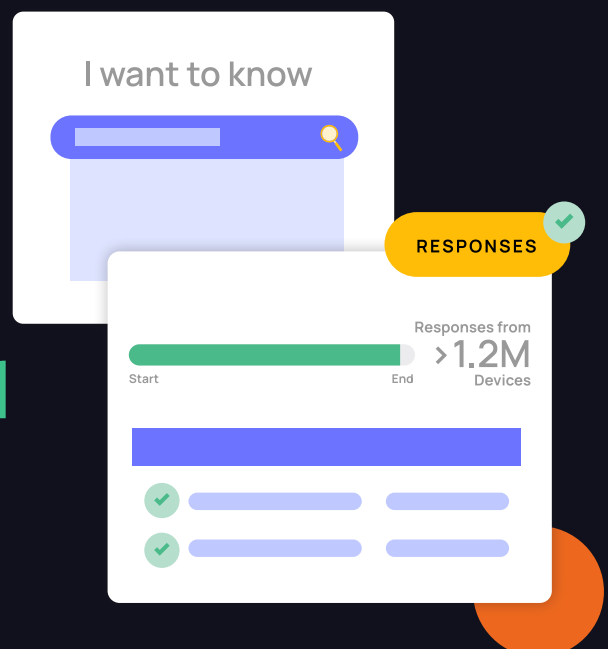 I want to know
RESPONSES
Responses from
>1.2M
Devices
Start
End